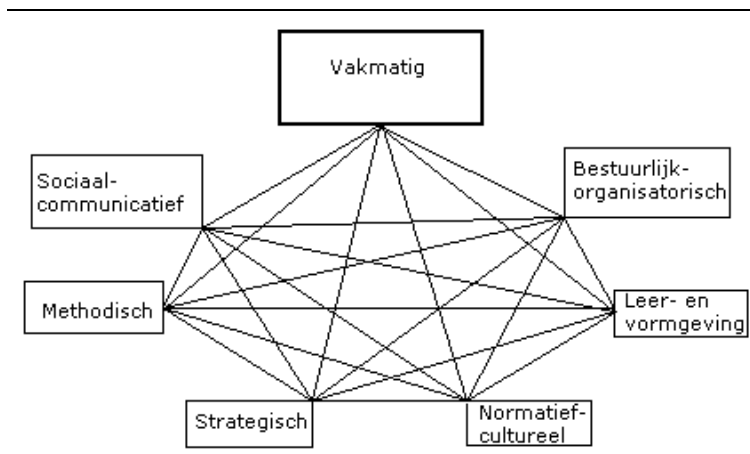 Vakmatig
Sociaal-
communicatief
Bestuurlijk-
organisatorisch
Methodisch
Leer- en
vormgeving
Strategisch
Normatief-
cultureel